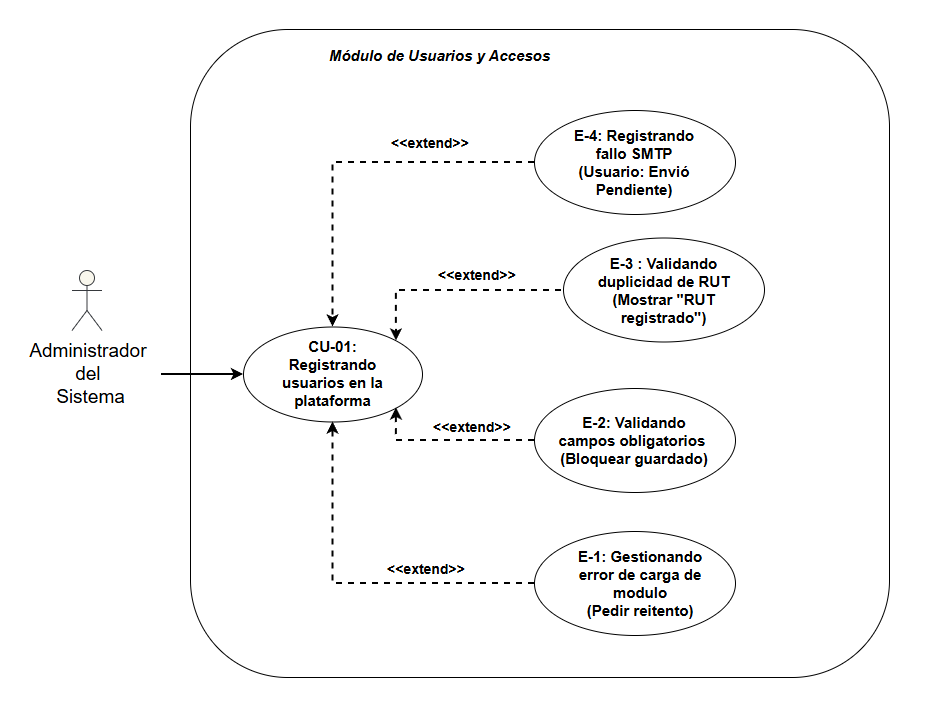 Módulo de Usuarios y Accesos
<<extend>>
E-4: Registrando
fallo SMTP
(Usuario: Envió
Pendiente)
<<extend>>
E-3 : Validando
duplicidad de RUT
(Mostrar "RUT
registrado")
Administrador
del
Sistema
CU-01:
Registrando
usuarios en la
plataforma
<<extend>>
E-2: Validando
campos obligatorios
(Bloquear guardado)
<<extend>>
E-1: Gestionando
error de carga de
modulo
(Pedir reitento)